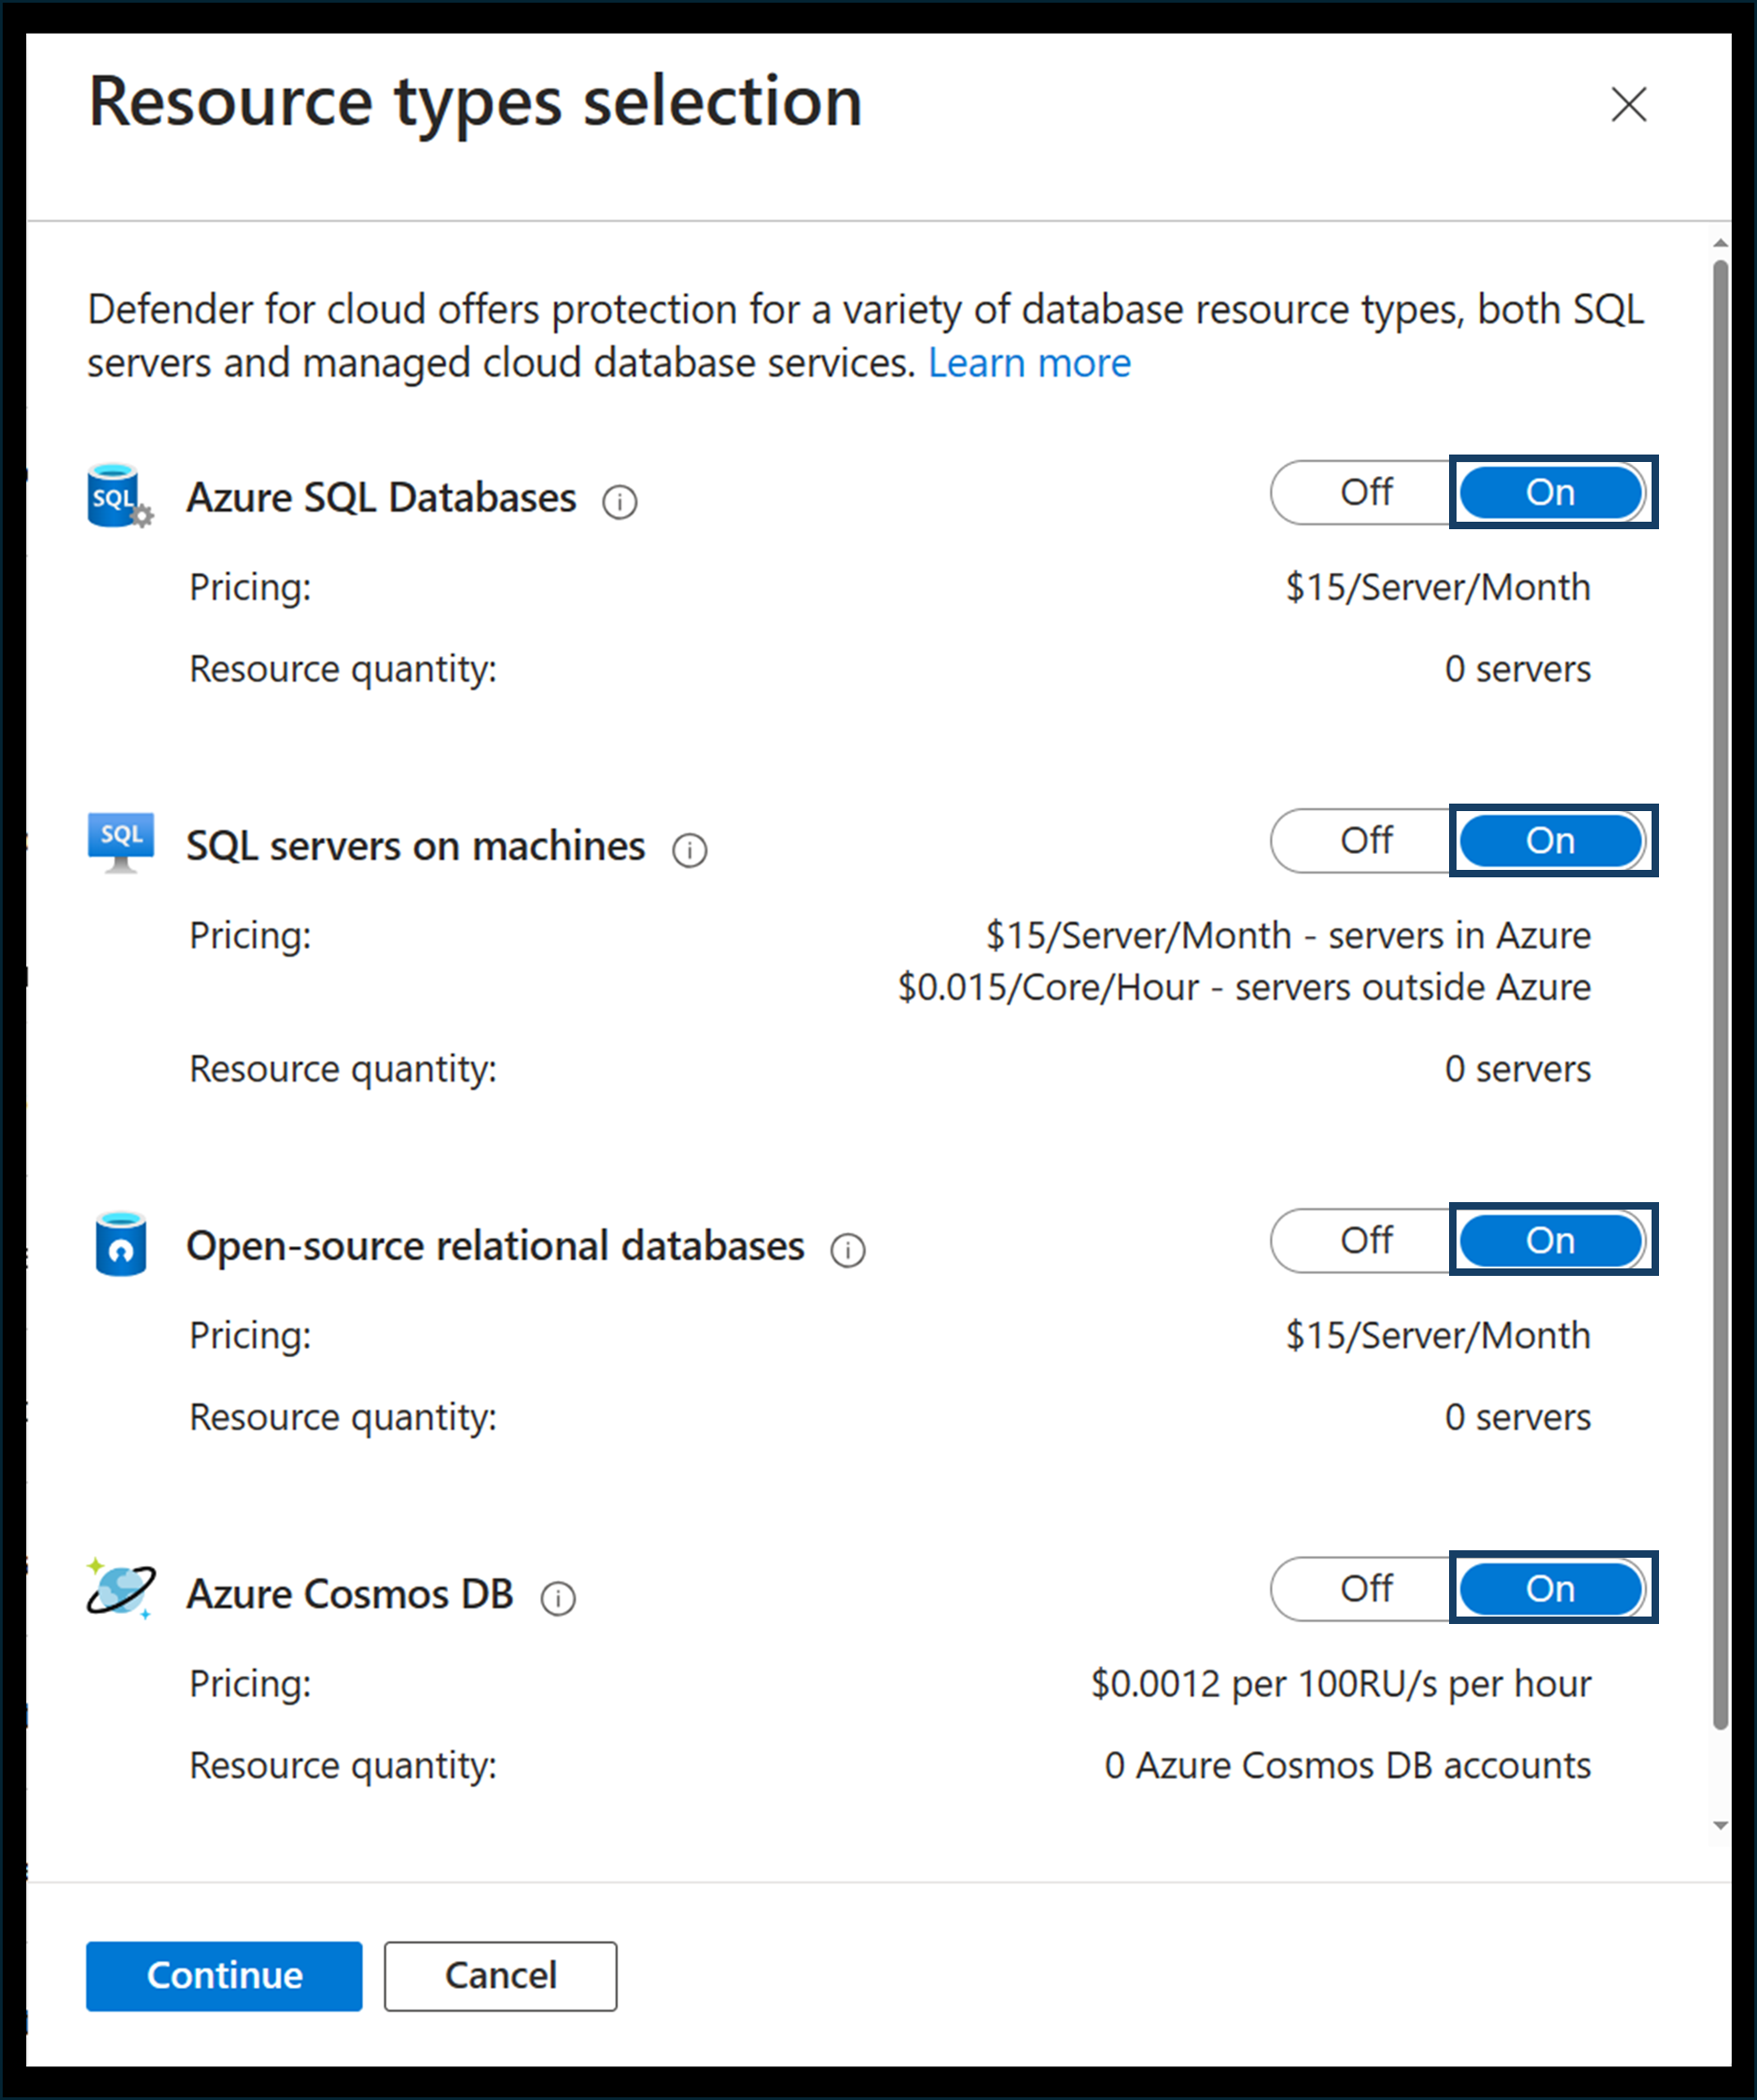 Resource types selection
Defender for cloud offers protection for a variety of database resource types, both SQL
servers and managed cloud database services. Learn more
SQL
Azure SQL Databases
Off On
Pricing: $15/Server/Month
Resource quantity: 0 servers
SQL
SQL servers on machines
Off On
Pricing: $15/Server/Month - servers in Azure
$0.015/Core/Hour - servers outside Azure
Resource quantity: 0 servers
Open-source relational databases
Off On
Pricing: $15/Server/Month
Resource quantity: 0 servers
Azure Cosmos DB
Off On
Pricing: $0.0012 per 100RU/s per hour
Resource quantity: 0 Azure Cosmos DB accounts
Continue Cancel